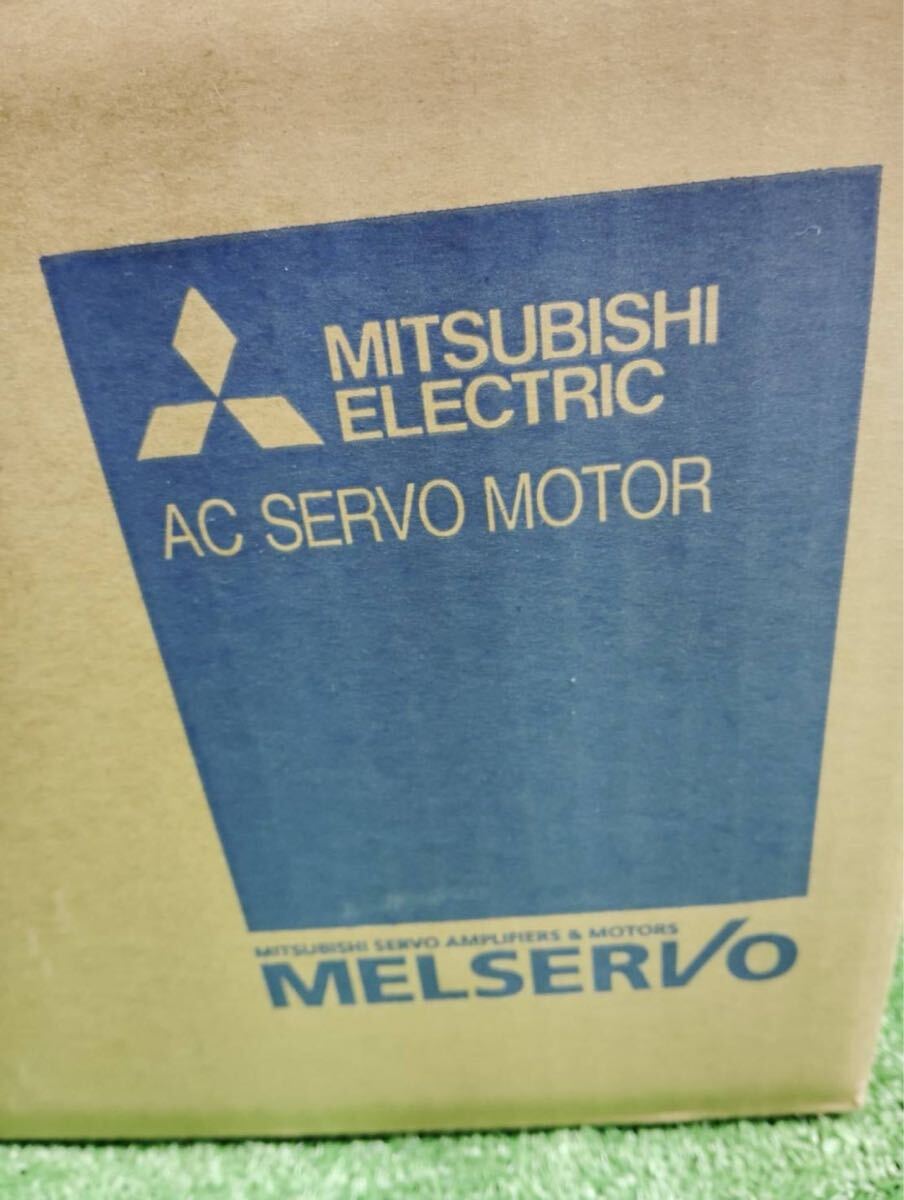 MITSUBISHI
ELECTRIC
AC SERVO MOTOR
MITSUBISHI SERVO AMPLIFIERS & MOTORS
MELSERVO